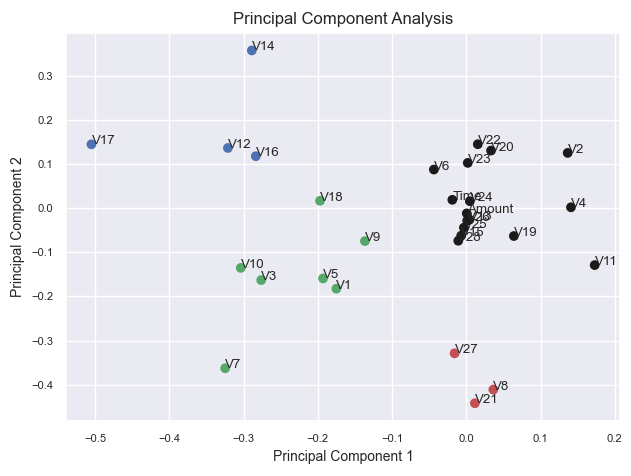 Principal Component Analysis
Principal Component 2
0.3
0.2
0.1
0.0
−0.1
−0.2
−0.3
−0.4
V14
V17
V12
V16
V22
V20
V2
V23
V6
V18
Time
V24
V4
Amount
V13
V19
V9
V10
V3
V5
V1
V11
V7
V27
V8
V21
−0.5
−0.4
−0.3
−0.2
−0.1
0.0
0.1
0.2
Principal Component 1